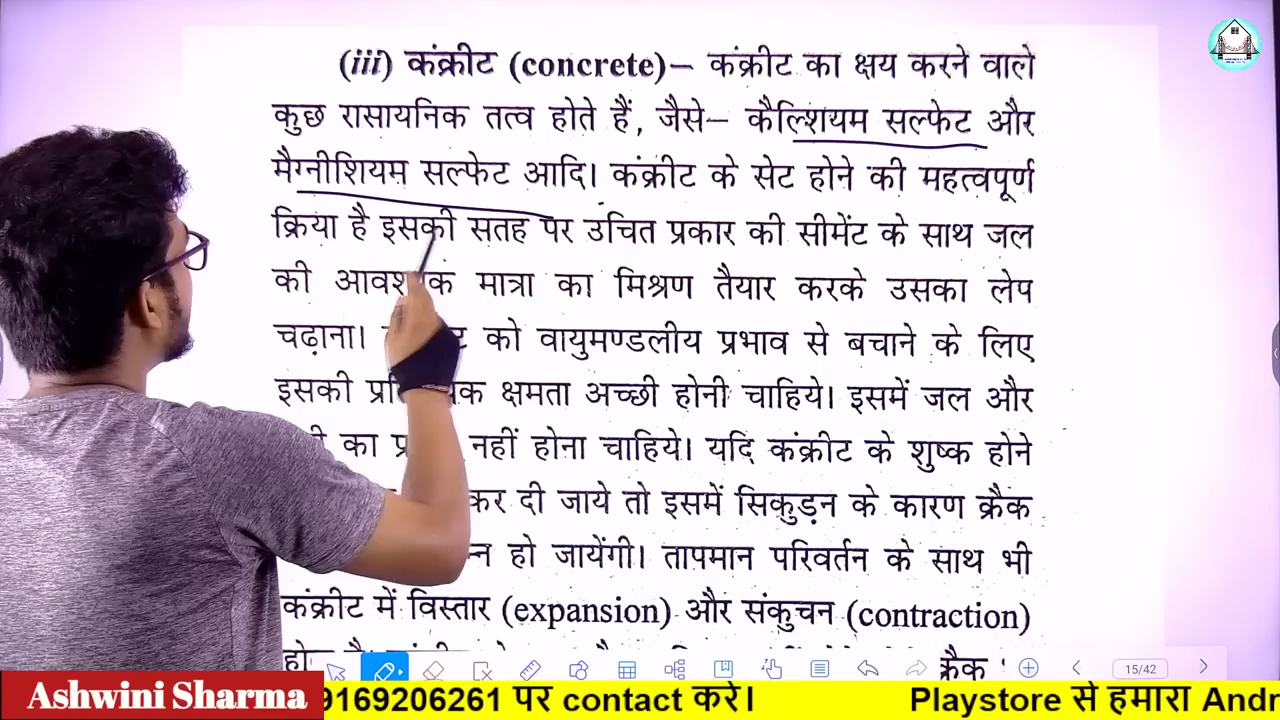 (iii) कंक्रीट (concrete)– कंक्रीट का क्षय करने वाले
कुछ रासायनिक तत्व होते हैं, जैसे– कैल्शियम सल्फेट और
मैग्नीशियम सल्फेट आदि। कंक्रीट के सेट होने की महत्वपूर्ण
क्रिया है इसकी सतह पर उचित प्रकार की सीमेंट के साथ जल
की मात्रा का मिश्रण तैयार करके उसका लेप
चढ़ाना। को वायुमण्डलीय प्रभाव से बचाने के लिए
इसकी क्षमता अच्छी होनी चाहिये। इसमें जल और
का नहीं होना चाहिये। यदि कंक्रीट के शुष्क होने
कर दी जाये तो इसमें सिकुड़न के कारण क्रैक
हो जायेंगी। तापमान परिवर्तन के साथ भी
कंक्रीट में विस्तार (expansion) और संकुचन (contraction)
क्रैक
15/42
Ashwini Sharma
9169206261 पर contact करे। Playstore से हमारा Andr